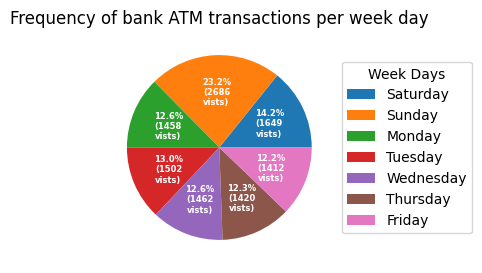 Frequency of bank ATM transactions per week day
23.2%
(2686
vists)
14.2%
(1649
vists)
12.6%
(1458
vists)
13.0%
(1502
vists)
12.6%
(1462
vists)
12.3%
(1420
vists)
12.2%
(1412
vists)
Week Days
Saturday
Sunday
Monday
Tuesday
Wednesday
Thursday
Friday